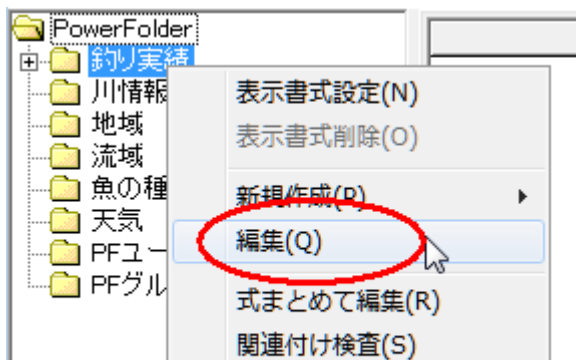 PowerFolder
釣り実績
川情報
地域
流域
魚の種
天気
PFユー
PFグル
表示書式設定(N)
表示書式削除(O)
新規作成(P)
編集(Q)
式まとめて編集(R)
関連付け検査(S)